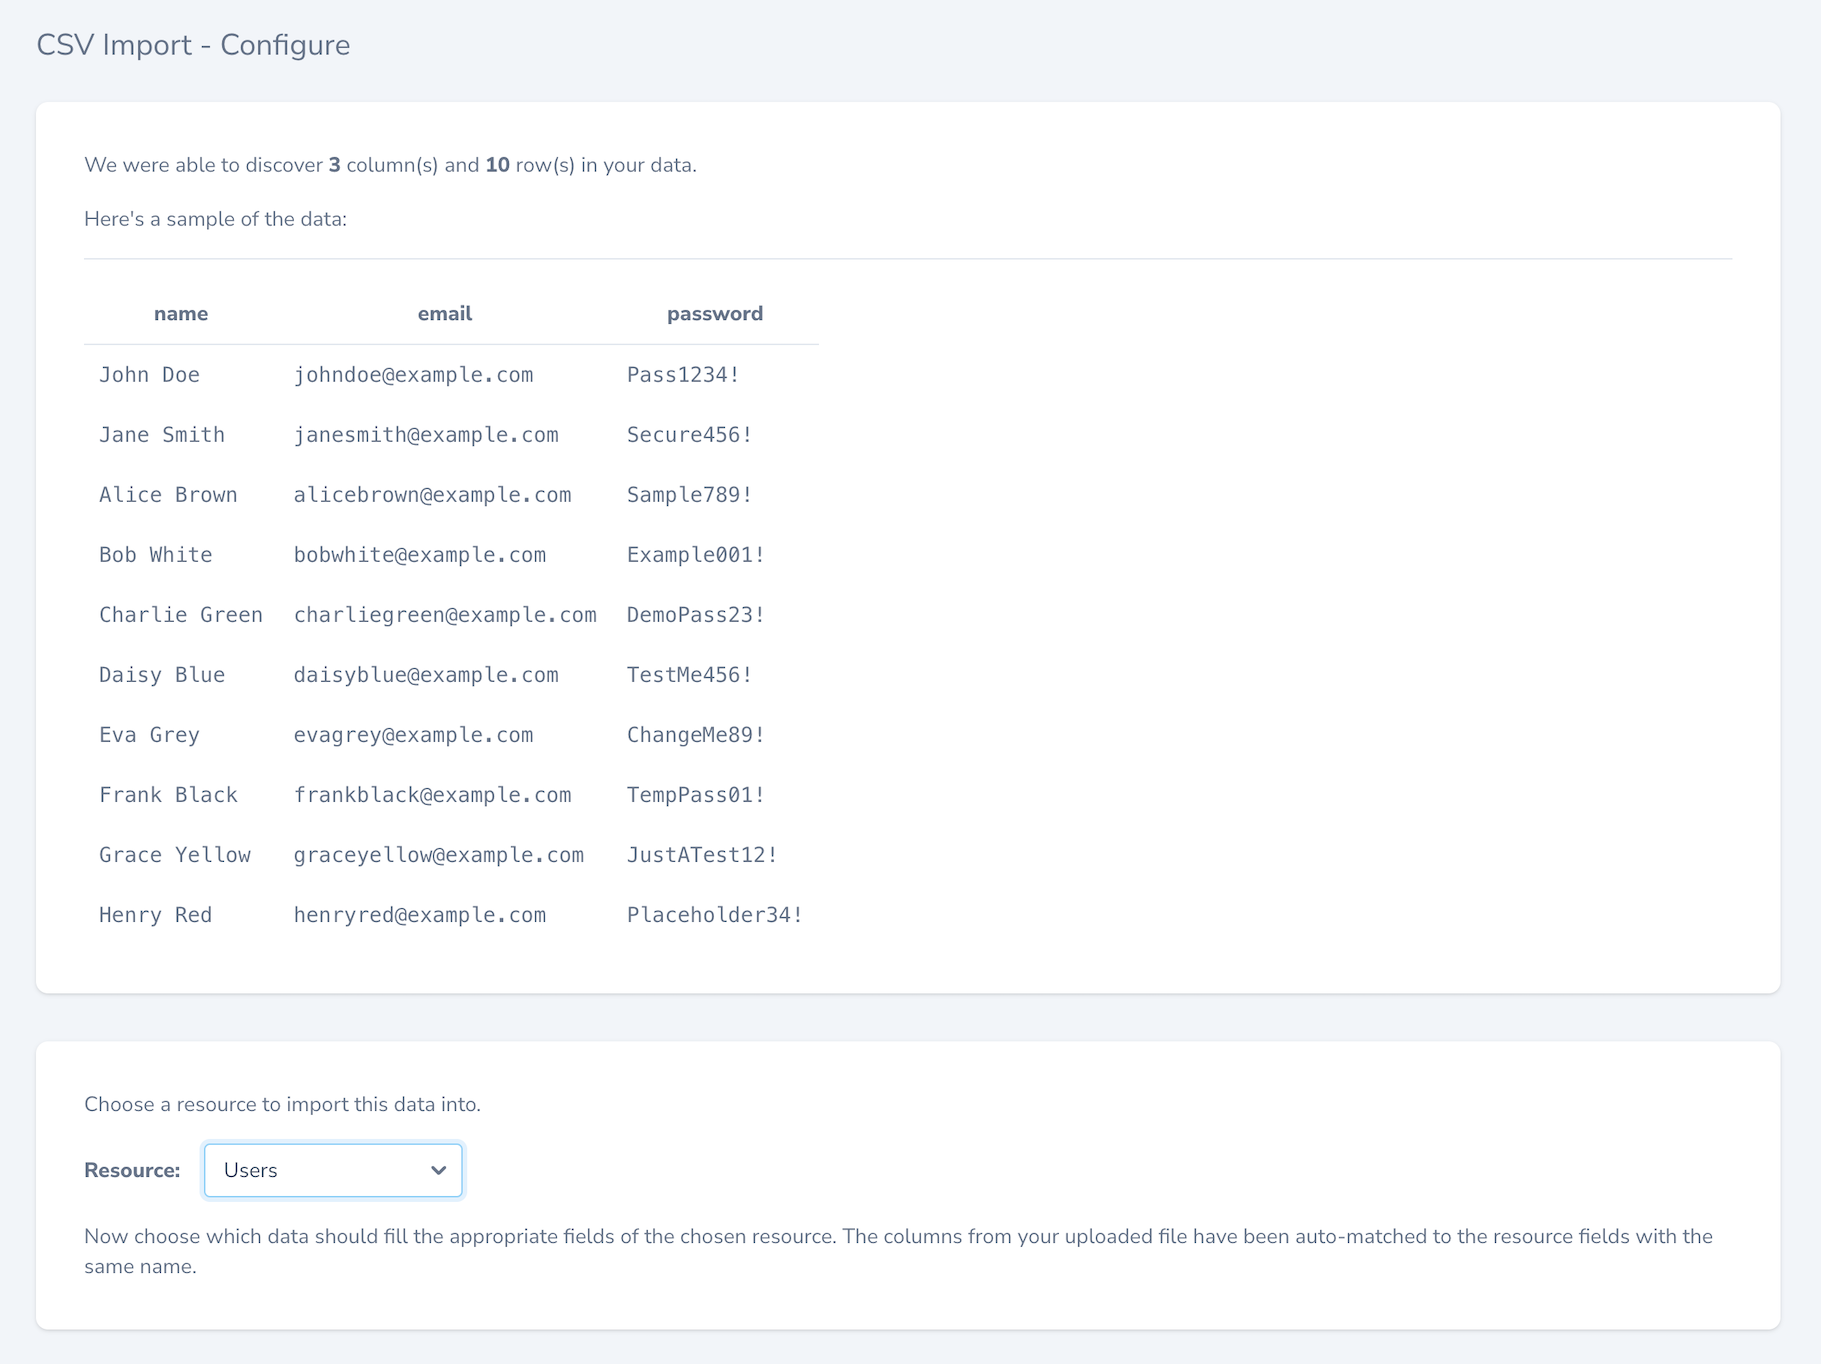 CSV Import - Configure
We were able to discover 3 column(s) and 10 row(s) in your data.
Here's a sample of the data:
name email password
John Doe johndoe@example.com Pass1234!
Jane Smith janesmith@example.com Secure456!
Alice Brown alicebrown@example.com Sample789!
Bob White bobwhite@example.com Example001!
Charlie Green charliegreen@example.com DemoPass23!
Daisy Blue daisyblue@example.com TestMe456!
Eva Grey evagrey@example.com ChangeMe89!
Frank Black frankblack@example.com TempPass01!
Grace Yellow graceyellow@example.com JustATest12!
Henry Red henryred@example.com Placeholder34!
Choose a resource to import this data into.
Resource: Users
Now choose which data should fill the appropriate fields of the chosen resource. The columns from your uploaded file have been auto-matched to the resource fields with the
same name.